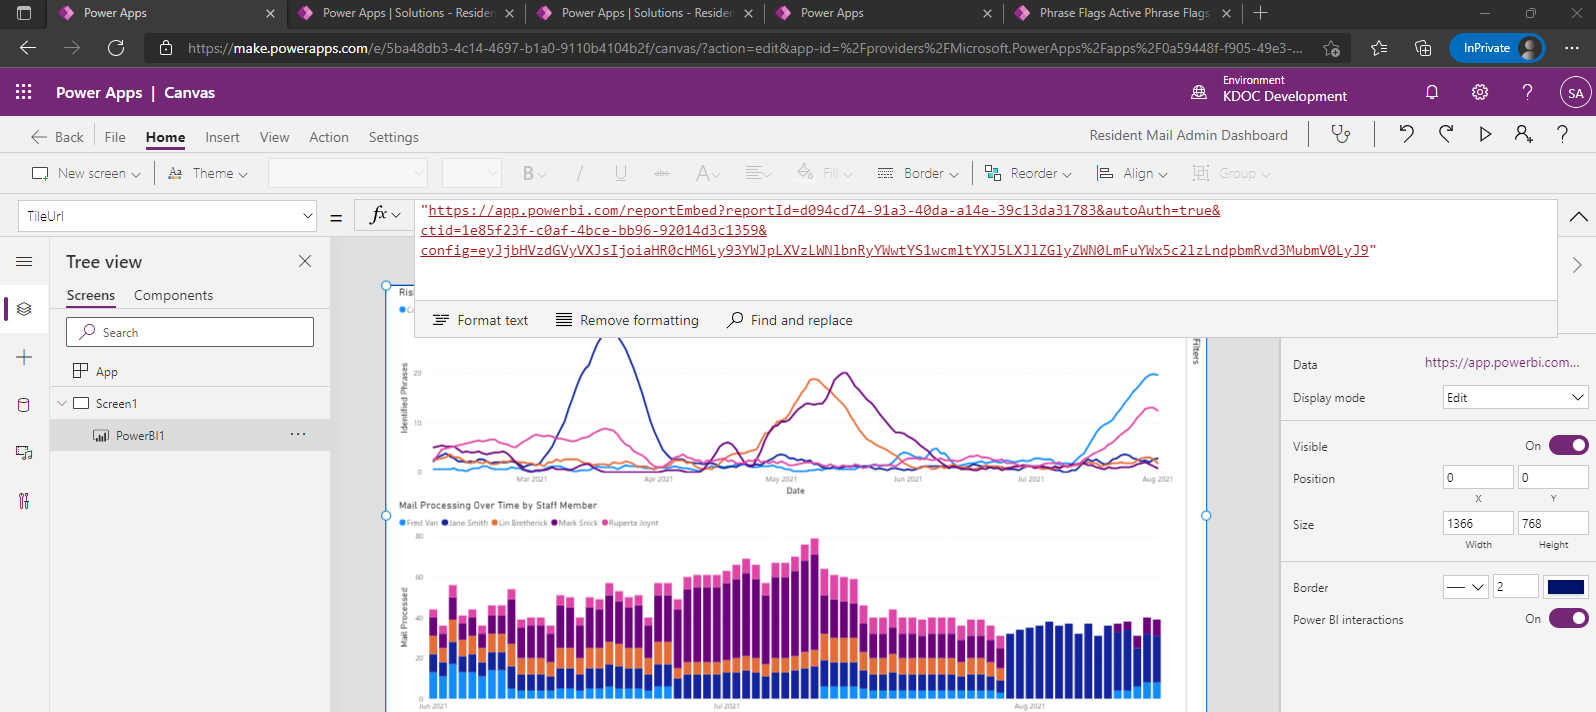 Power Apps
Power Apps | Solutions - Residen
Power Apps | Solutions - Residen
Power Apps
Phrase Flags Active Phrase Flags
https://make.powerapps.com/e/5ba48db3-4c14-4697-b1a0-9110b4104b2f/canvas/?action=edit&app-id=%2Fproviders%2FMicrosoft.PowerApps%2Fapps%2F0a59448f-f905-49e3-...
InPrivate
Power Apps | Canvas
Environment
KDOC Development
SA
Back
File
Home
Insert
View
Action
Settings
Resident Mail Admin Dashboard
New screen
Theme
B
I
U
abc
A
Fill
Border
Reorder
Align
Group
TileUrl
=
fx
"https://app.powerbi.com/reportEmbed?reportId=d094cd74-91a3-40da-a14e-39c13da31783&autoAuth=true&
ctid=1e85f23f-c0af-4bce-bb96-92014d3c1359&
config=eyJjbHVzdGVyVXJsIjoiaHR0cHM6Ly93YWJpLXVzLWNlbnRyYWwtYS1wcmltYXJ5LXJlZGlyZWN0LmFuYWx5c2lzLndpbmRvd3MubmV0LyJ9"
Format text
Remove formatting
Find and replace
Tree view
Screens
Components
Search
App
Screen1
PowerBI1
...
Ris
Co
Filters
Identified Phrases
20
10
0
Mar 2021
Apr 2021
May 2021
Jun 2021
Jul 2021
Aug 2021
Date
Mail Processing Over Time by Staff Member
Fred Van
Jane Smith
Lin Bretherick
Mark Snick
Ruperta Joynt
Mail Processed
80
60
40
20
0
Jun 2021
Jul 2021
Aug 2021
Data
https://app.powerbi.com...
Display mode
Edit
Visible
On
Position
0
0
X
Y
Size
1366
768
Width
Height
Border
2
Power BI interactions
On